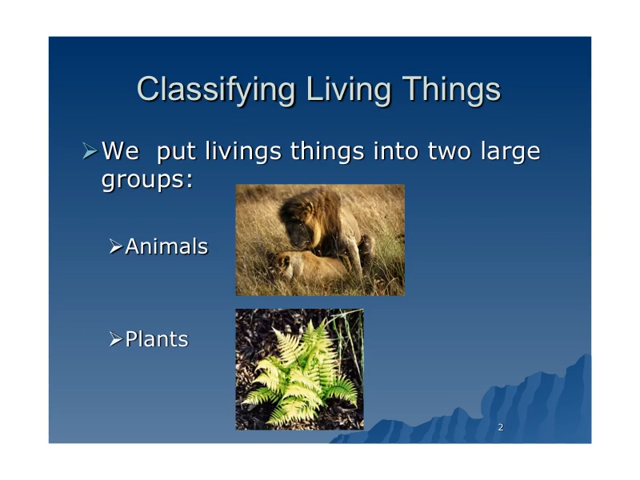 Classifying Living Things
We  put livings things into two large
groups:
Animals
Plants
2